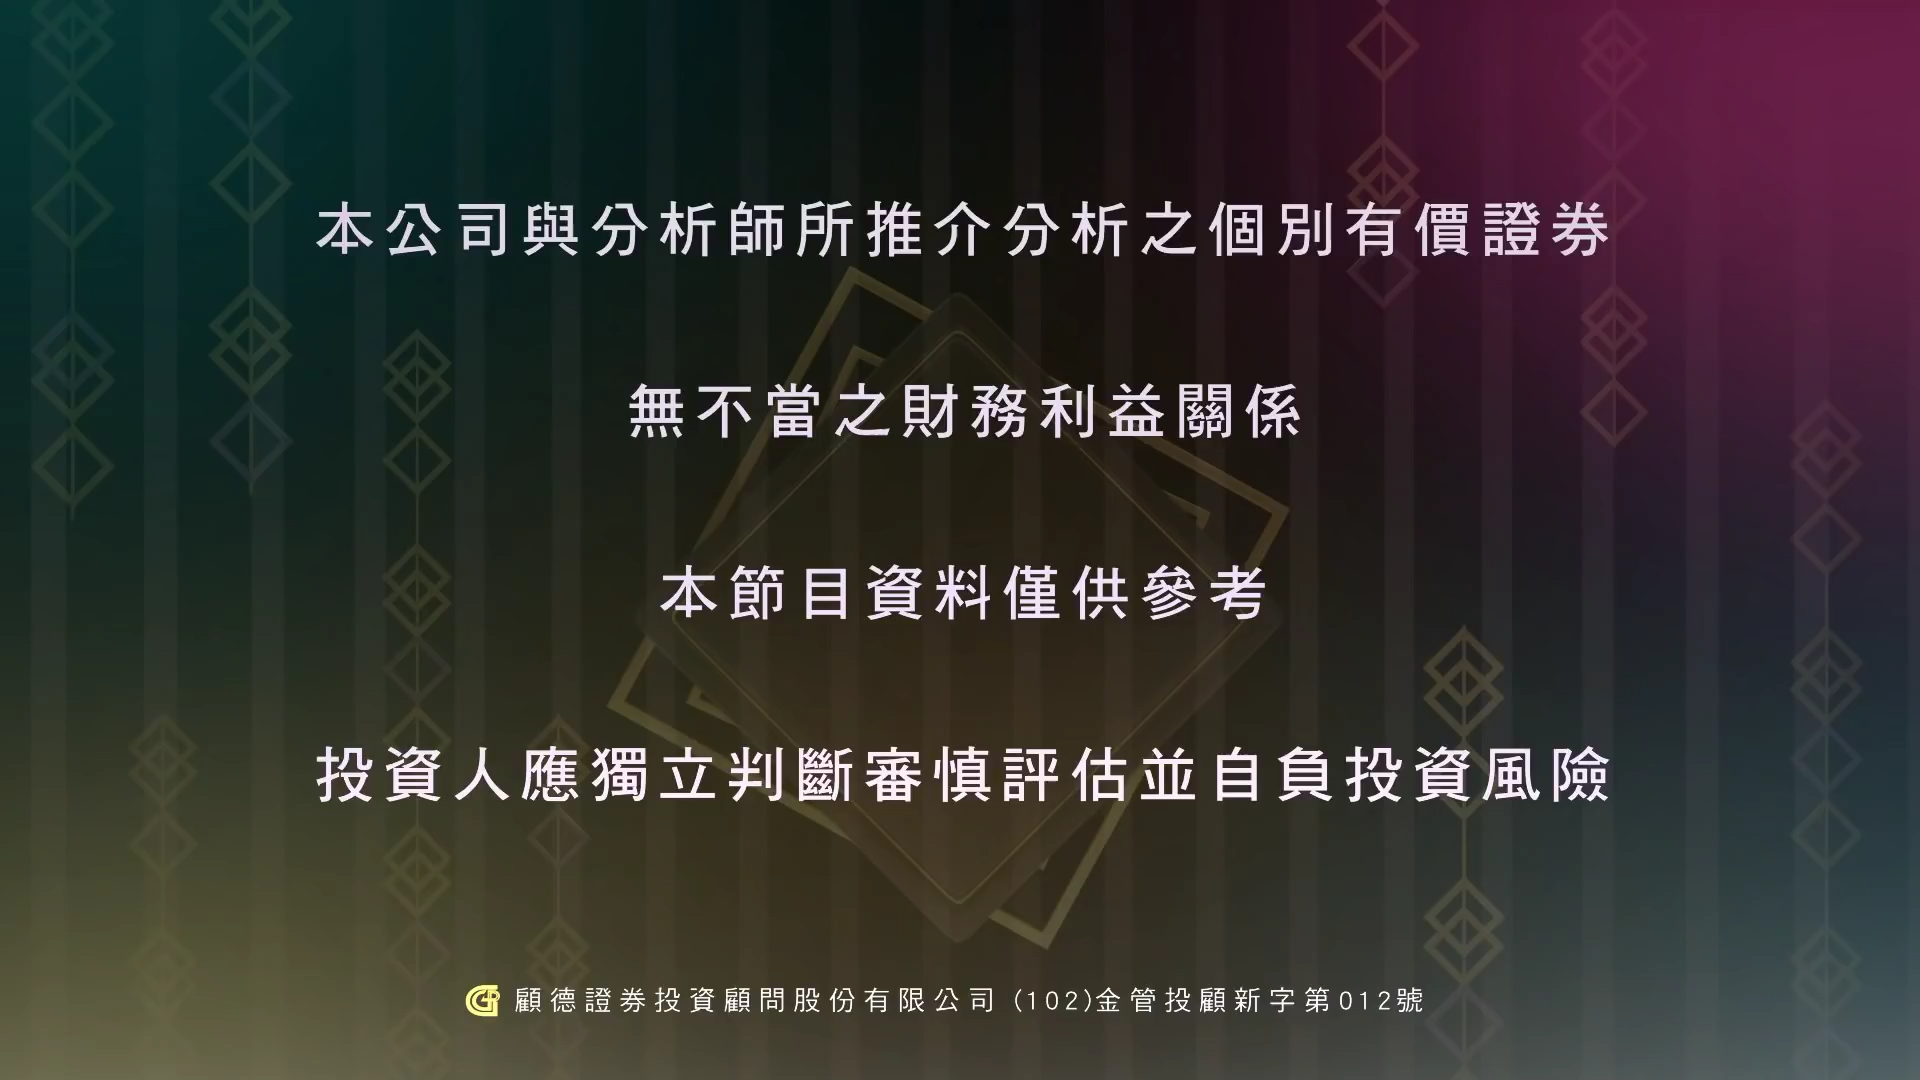 本公司與分析師所推介分析之個別有價證券
無不當之財務利益關係
本節目資料僅供參考
投資人應獨立判斷審慎評估並自負投資風險
顧德證券投資顧問股份有限公司 (102)金管投顧新字第012號